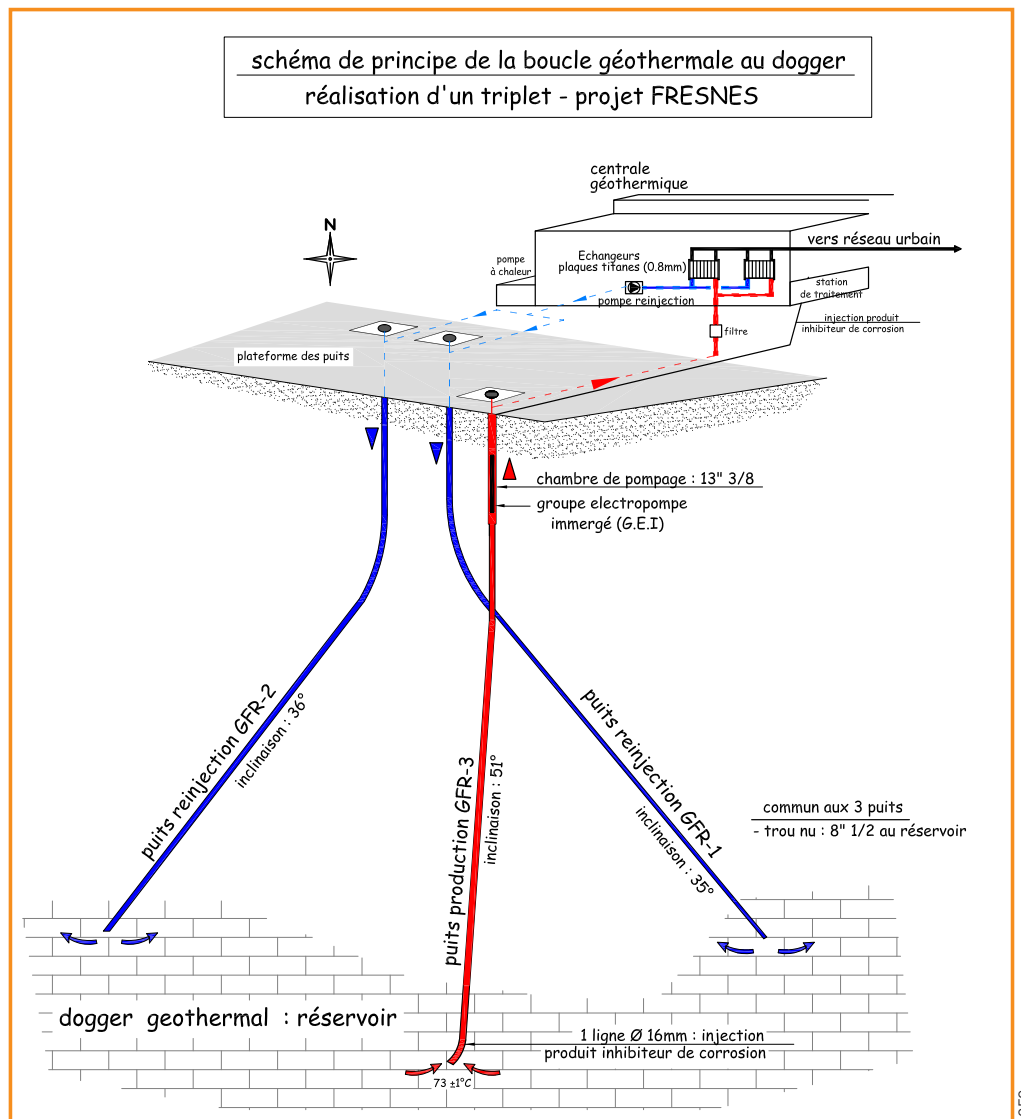 schéma de principe de la boucle géothermale au dogger
réalisation d'un triplet - projet FRESNES
centrale
géothermique
N
vers réseau urbain
pompe
à chaleur
Echangeurs
plaques titanes (0.8mm)
station
de traitement
pompe reinjection
injection produit
inhibiteur de corrosion
filtre
plateforme des puits
chambre de pompage : 13" 3/8
groupe electropompe
immergé (G.E.I)
puits reinjection GFR-2
inclinaison : 36°
puits production GFR-3
inclinaison : 51°
puits reinjection GFR-1
inclinaison : 35°
commun aux 3 puits
- trou nu : 8" 1/2 au réservoir
dogger geothermal : réservoir
1 ligne Ø 16mm : injection
produit inhibiteur de corrosion
73 ±1°C